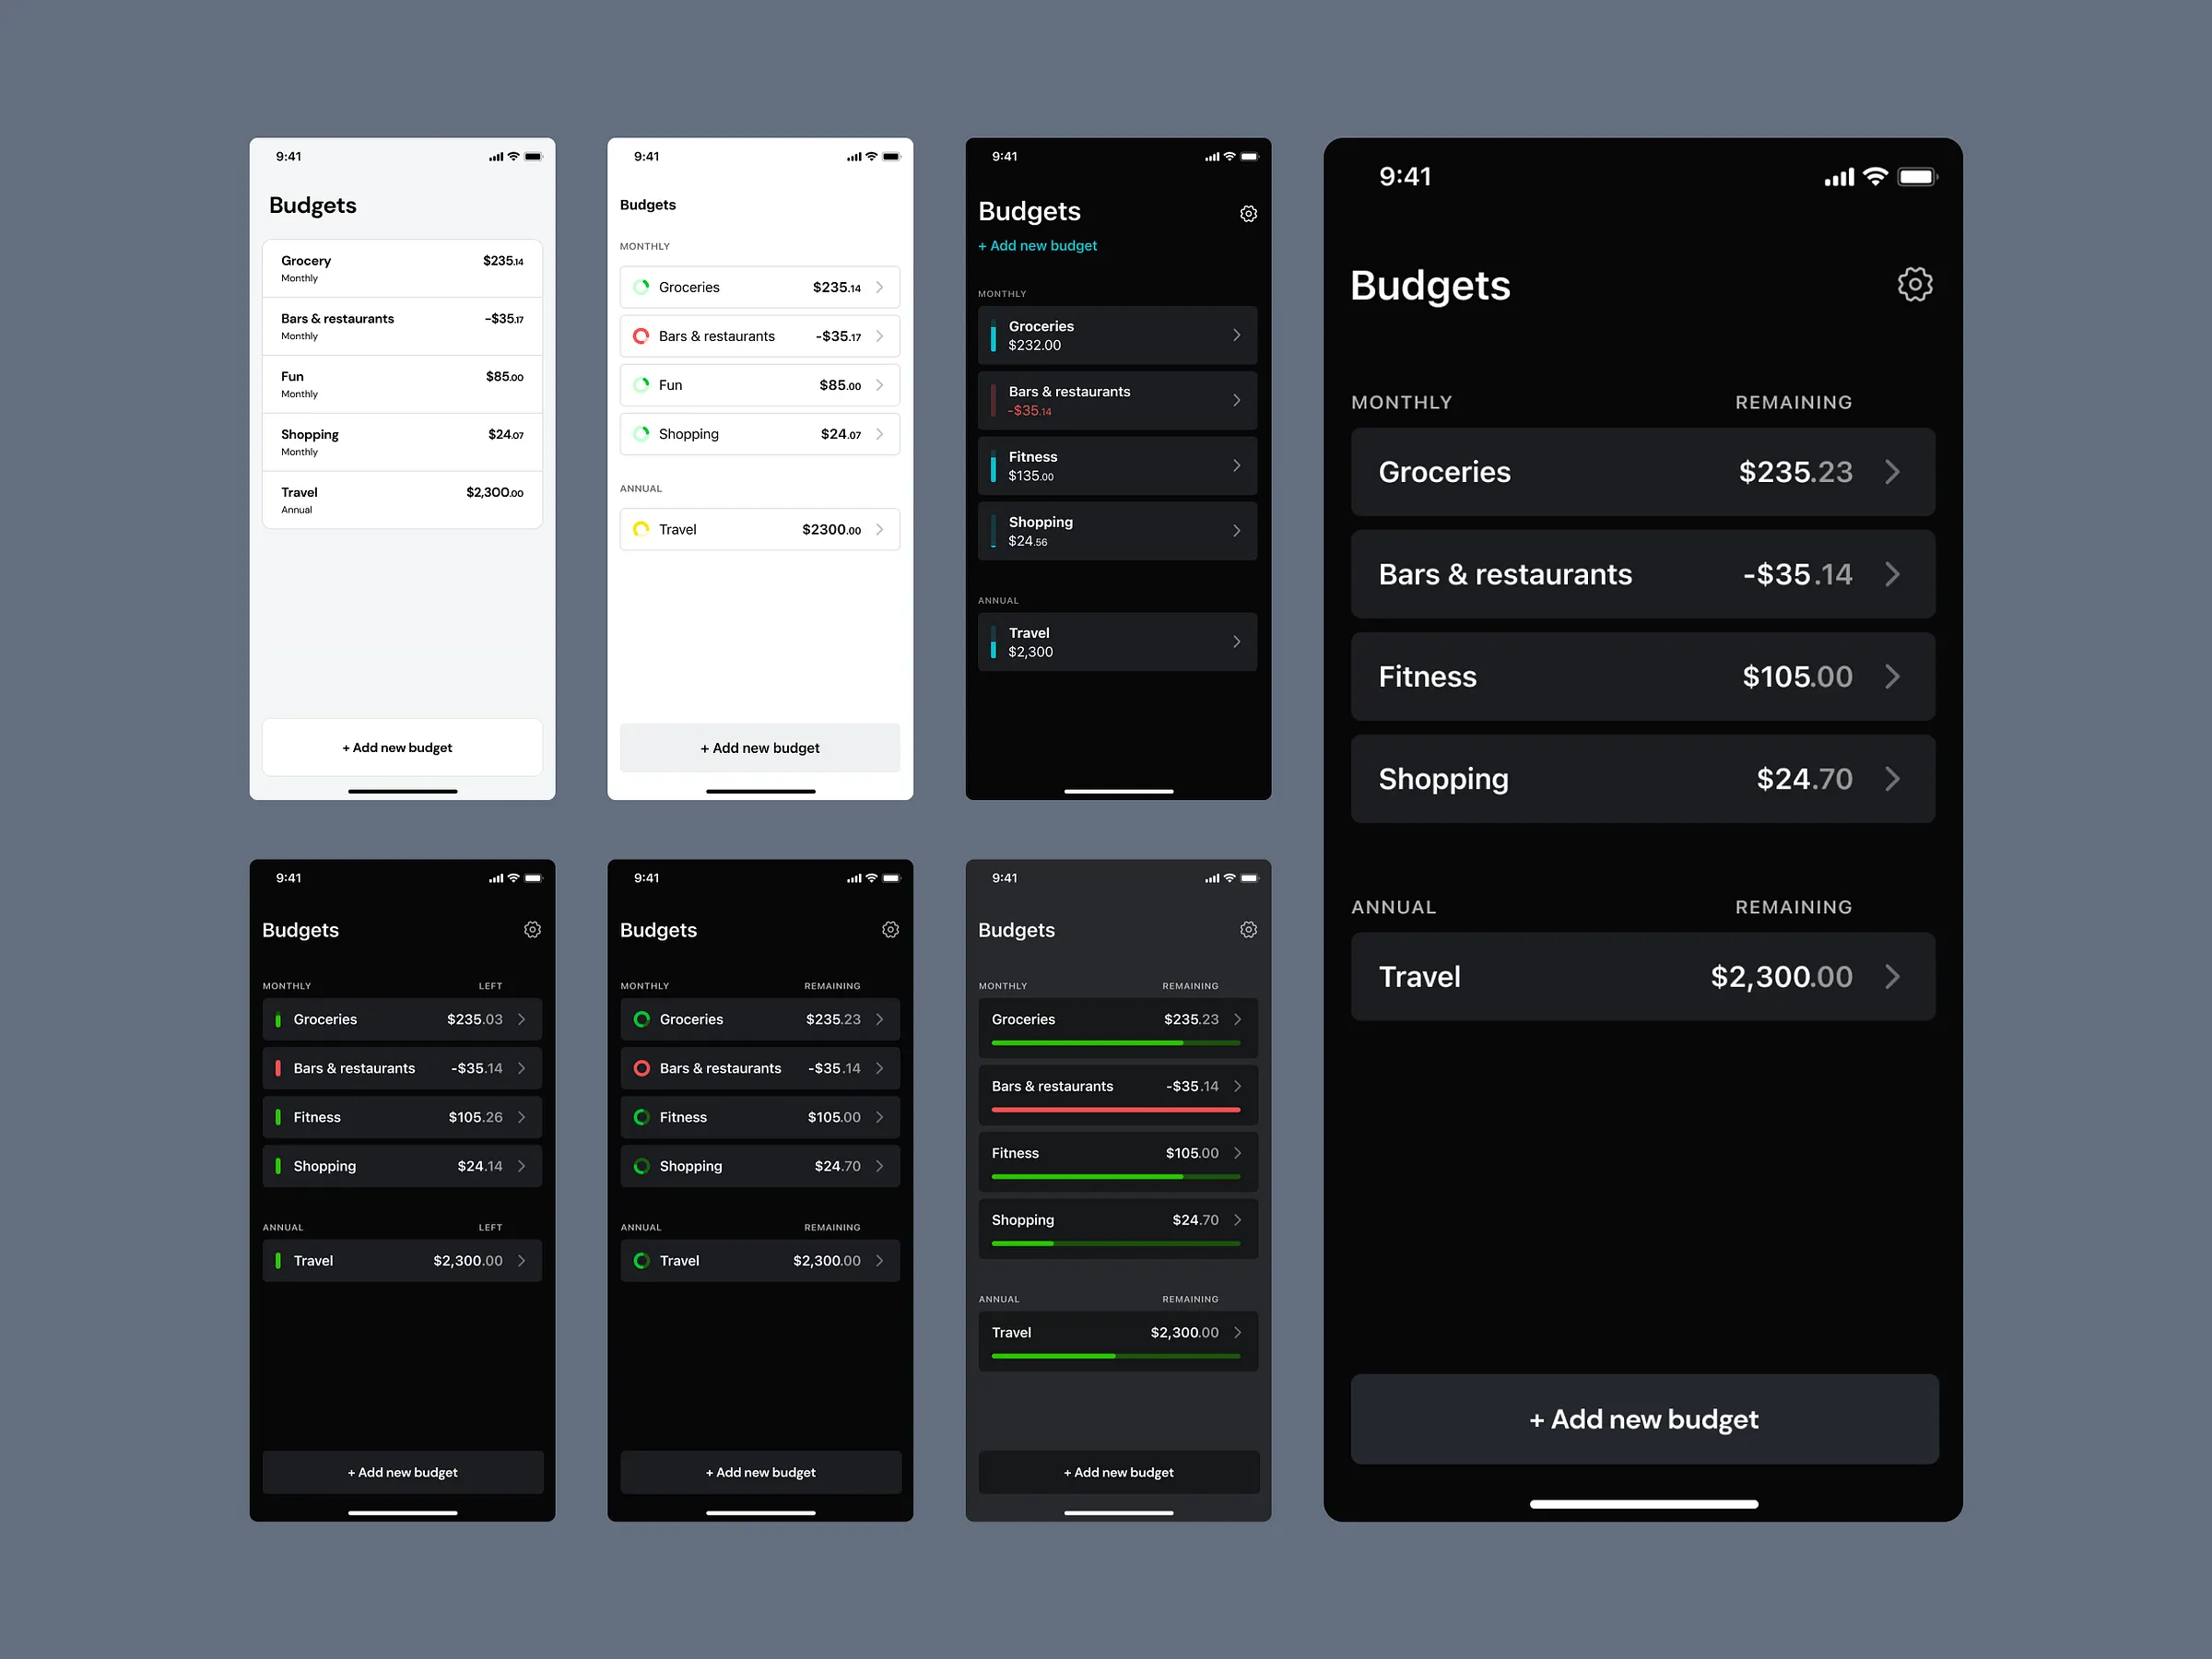 9:41
Budgets
Grocery $235.14
Monthly
Bars & restaurants -$35.17
Monthly
Fun $85.00
Monthly
Shopping $24.07
Monthly
Travel $2,300.00
Annual
+ Add new budget
9:41
Budgets
MONTHLY
Groceries $235.14
Bars & restaurants -$35.17
Fun $85.00
Shopping $24.07
ANNUAL
Travel $2300.00
+ Add new budget
9:41
Budgets
+ Add new budget
MONTHLY
Groceries
$232.00
Bars & restaurants
-$35.14
Fitness
$135.00
Shopping
$24.56
ANNUAL
Travel
$2,300
9:41
Budgets
MONTHLY REMAINING
Groceries $235.23
Bars & restaurants -$35.14
Fitness $105.00
Shopping $24.70
ANNUAL REMAINING
Travel $2,300.00
+ Add new budget
9:41
Budgets
MONTHLY LEFT
Groceries $235.03
Bars & restaurants -$35.14
Fitness $105.26
Shopping $24.14
ANNUAL LEFT
Travel $2,300.00
+ Add new budget
9:41
Budgets
MONTHLY REMAINING
Groceries $235.23
Bars & restaurants -$35.14
Fitness $105.00
Shopping $24.70
ANNUAL REMAINING
Travel $2,300.00
+ Add new budget
9:41
Budgets
MONTHLY REMAINING
Groceries $235.23
Bars & restaurants -$35.14
Fitness $105.00
Shopping $24.70
ANNUAL REMAINING
Travel $2,300.00
+ Add new budget